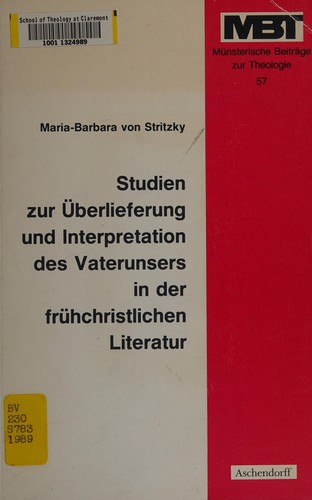 School of Theology at Claremont
1001 1324989
MBT
Münsterische Beiträge
zur Theologie
57
Maria-Barbara von Stritzky
Studien
zur Überlieferung
und Interpretation
des Vaterunsers
in der
frühchristlichen
Literatur
BV
230
S783
1989
Aschendorff